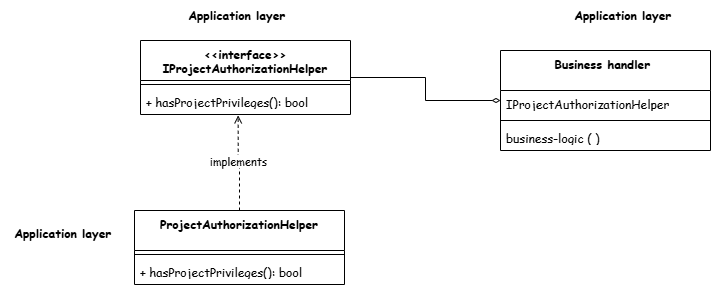 Application layer
Application layer
<<interface>>
IProjectAuthorizationHelper
+ hasProjectPrivileges(): bool
Business handler
IProjectAuthorizationHelper
business-logic ( )
implements
Application layer
ProjectAuthorizationHelper
+ hasProjectPrivileges(): bool